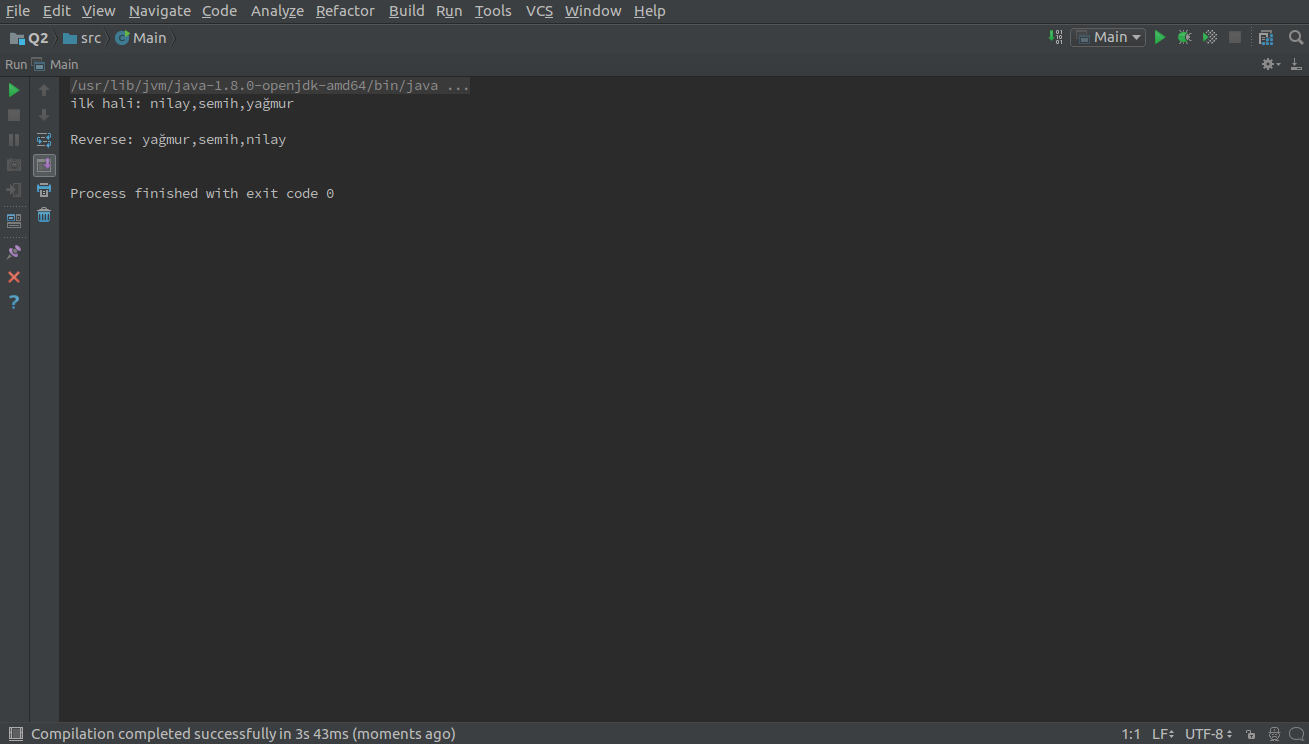 File Edit View Navigate Code Analyze Refactor Build Run Tools VCS Window Help
Q2 src Main
Main
Run Main
/usr/lib/jvm/java-1.8.0-openjdk-amd64/bin/java ...
ilk hali: nilay,semih,yağmur
Reverse: yağmur,semih,nilay
Process finished with exit code 0
Compilation completed successfully in 3s 43ms (moments ago)
1:1 LF UTF-8